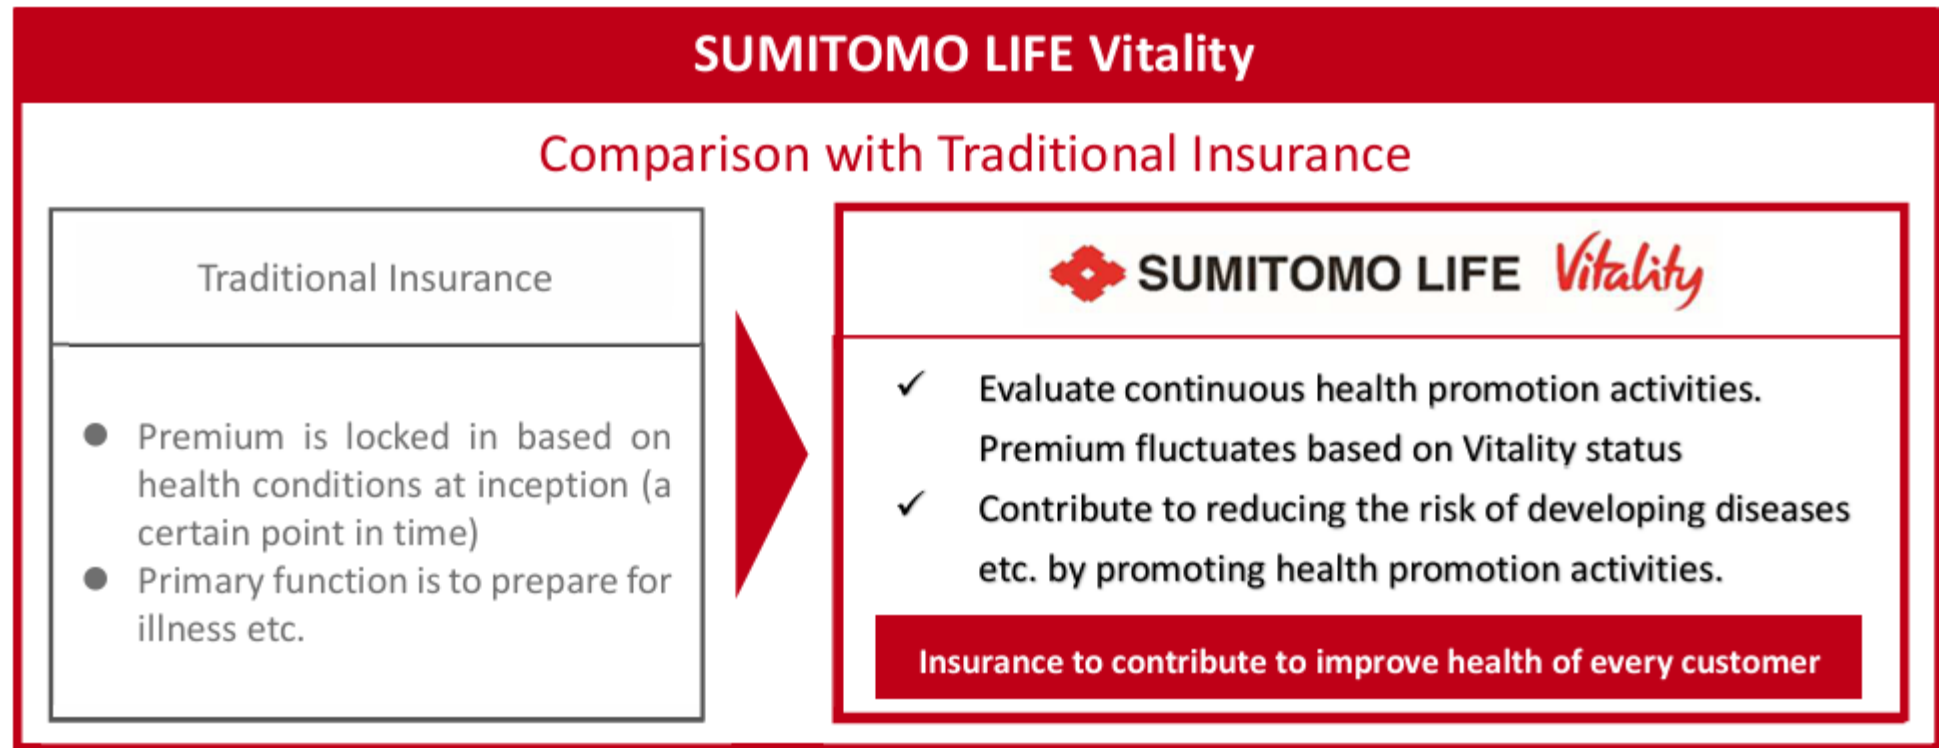 SUMITOMO LIFE Vitality
Comparison with Traditional Insurance
Traditional Insurance
● Premium is locked in based on
health conditions at inception (a
certain point in time)
● Primary function is to prepare for
illness etc.
SUMITOMO LIFE Vitality
✓ Evaluate continuous health promotion activities.
Premium fluctuates based on Vitality status
✓ Contribute to reducing the risk of developing diseases
etc. by promoting health promotion activities.
Insurance to contribute to improve health of every customer